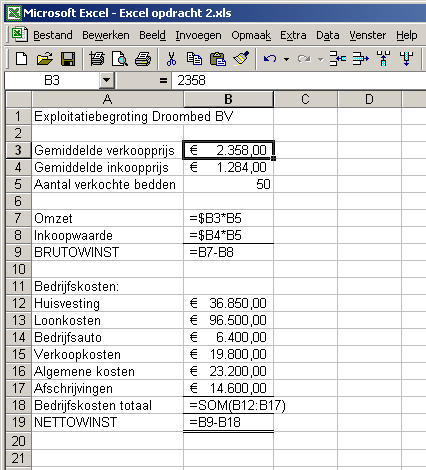 Microsoft Excel - Excel opdracht 2.xls
Bestand Bewerken Beeld Invoegen Opmaak Extra Data Venster Help
B3 = 2358
A B C D
1 Exploitatiebegroting Droombed BV
2
3 Gemiddelde verkoopprijs € 2.358,00
4 Gemiddelde inkoopprijs € 1.284,00
5 Aantal verkochte bedden 50
6
7 Omzet =$B3*B5
8 Inkoopwaarde =$B4*B5
9 BRUTOWINST =B7-B8
10
11 Bedrijfskosten:
12 Huisvesting € 36.850,00
13 Loonkosten € 96.500,00
14 Bedrijfsauto € 6.400,00
15 Verkoopkosten € 19.800,00
16 Algemene kosten € 23.200,00
17 Afschrijvingen € 14.600,00
18 Bedrijfskosten totaal =SOM(B12:B17)
19 NETTOWINST =B9-B18
20
21